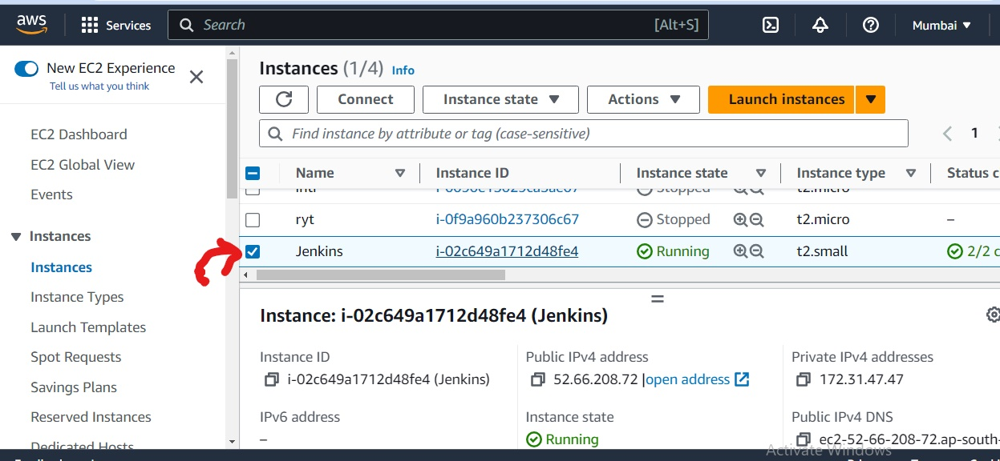 aws
Services
Search
[Alt+S]
Mumbai
New EC2 Experience
Tell us what you think
EC2 Dashboard
EC2 Global View
Events
Instances
Instances
Instance Types
Launch Templates
Spot Requests
Savings Plans
Reserved Instances
Dedicated Hosts
Instances (1/4) Info
Connect
Instance state
Actions
Launch instances
Find instance by attribute or tag (case-sensitive)
1
Name Instance ID Instance state Instance type Status c
Stopped t2.micro
ryt i-0f9a960b237306c67 Stopped t2.micro –
Jenkins i-02c649a1712d48fe4 Running t2.small 2/2 c
Instance: i-02c649a1712d48fe4 (Jenkins)
Instance ID
i-02c649a1712d48fe4 (Jenkins)
Public IPv4 address
52.66.208.72 |open address
Private IPv4 addresses
172.31.47.47
IPv6 address
–
Instance state
Running
Public IPv4 DNS
ec2-52-66-208-72.ap-south-
Activate Windows